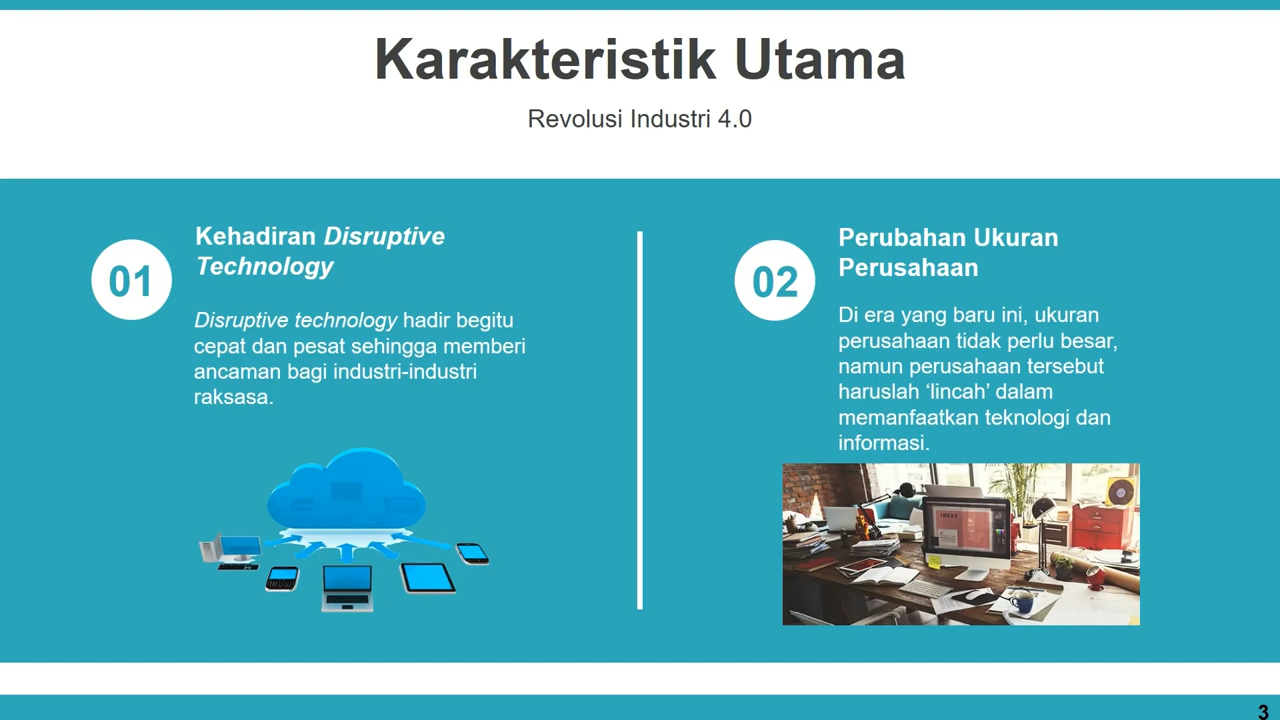 Karakteristik Utama
Revolusi Industri 4.0
01
Kehadiran Disruptive
Technology
Disruptive technology hadir begitu
cepat dan pesat sehingga memberi
ancaman bagi industri-industri
raksasa.
02
Perubahan Ukuran
Perusahaan
Di era yang baru ini, ukuran
perusahaan tidak perlu besar,
namun perusahaan tersebut
haruslah ‘lincah’ dalam
memanfaatkan teknologi dan
informasi.
IDEAS
3